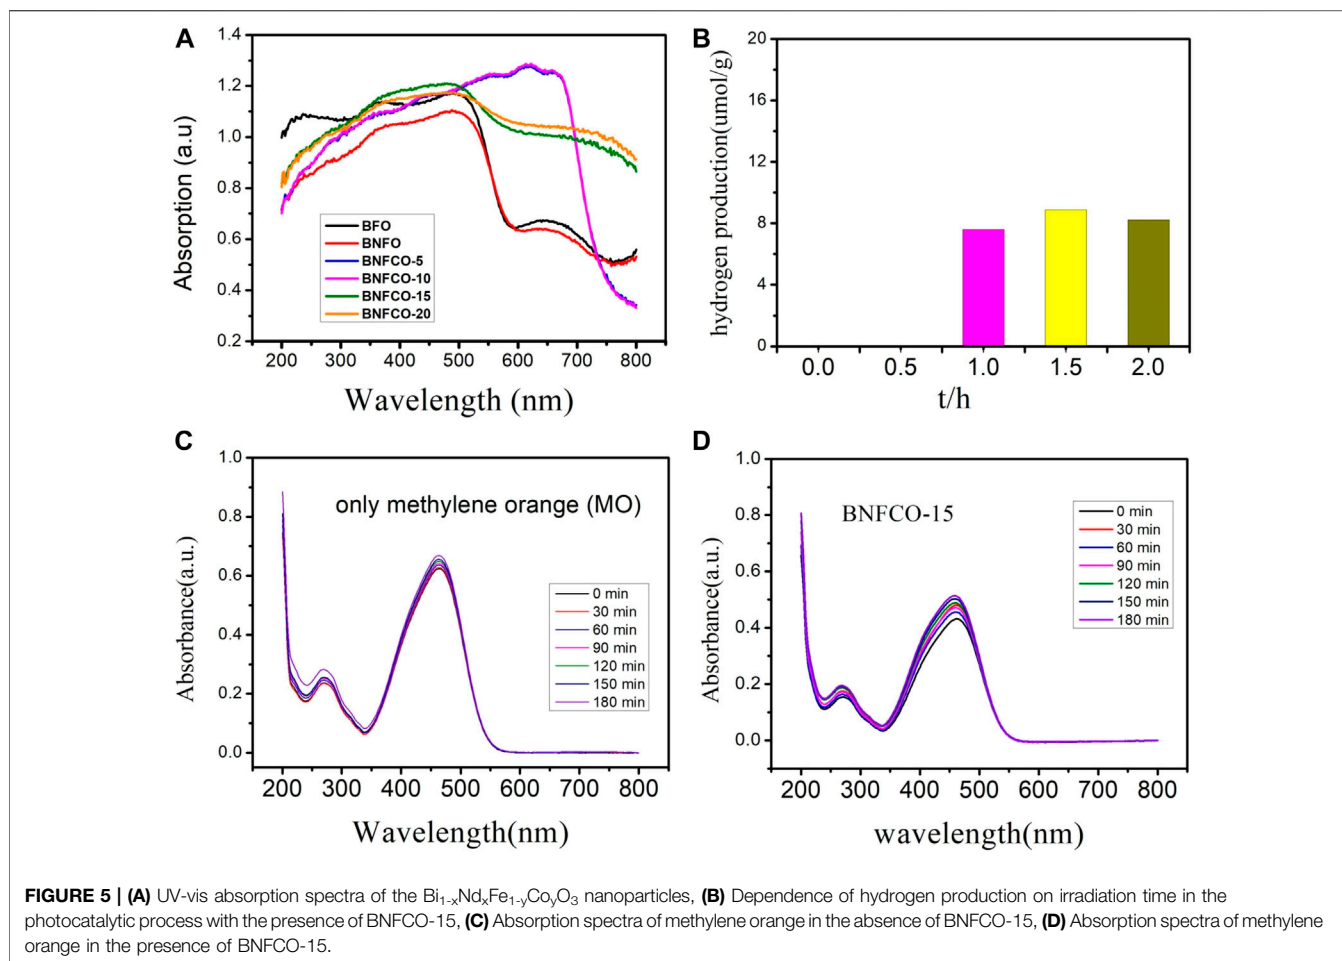 A
Absorption (a.u)
1.4
1.2
1.0
0.8
0.6
0.4
0.2
BFO
BNFO
BNFCO-5
BNFCO-10
BNFCO-15
BNFCO-20
200 300 400 500 600 700 800
Wavelength (nm)
B
hydrogen production(umol/g)
20
16
12
8
4
0
0.0 0.5 1.0 1.5 2.0
t/h
C
Absorbance(a.u.)
1.0
0.8
0.6
0.4
0.2
0.0
only methylene orange (MO)
0 min
30 min
60 min
90 min
120 min
150 min
180 min
200 300 400 500 600 700 800
Wavelength(nm)
D
Absorbance(a.u.)
1.0
0.8
0.6
0.4
0.2
0.0
BNFCO-15
0 min
30 min
60 min
90 min
120 min
150 min
180 min
200 300 400 500 600 700 800
wavelength(nm)
FIGURE 5 | (A) UV-vis absorption spectra of the Bi₁₋ₓNdₓFe₁₋ᵧCoᵧO₃ nanoparticles, (B) Dependence of hydrogen production on irradiation time in the
photocatalytic process with the presence of BNFCO-15, (C) Absorption spectra of methylene orange in the absence of BNFCO-15, (D) Absorption spectra of methylene
orange in the presence of BNFCO-15.